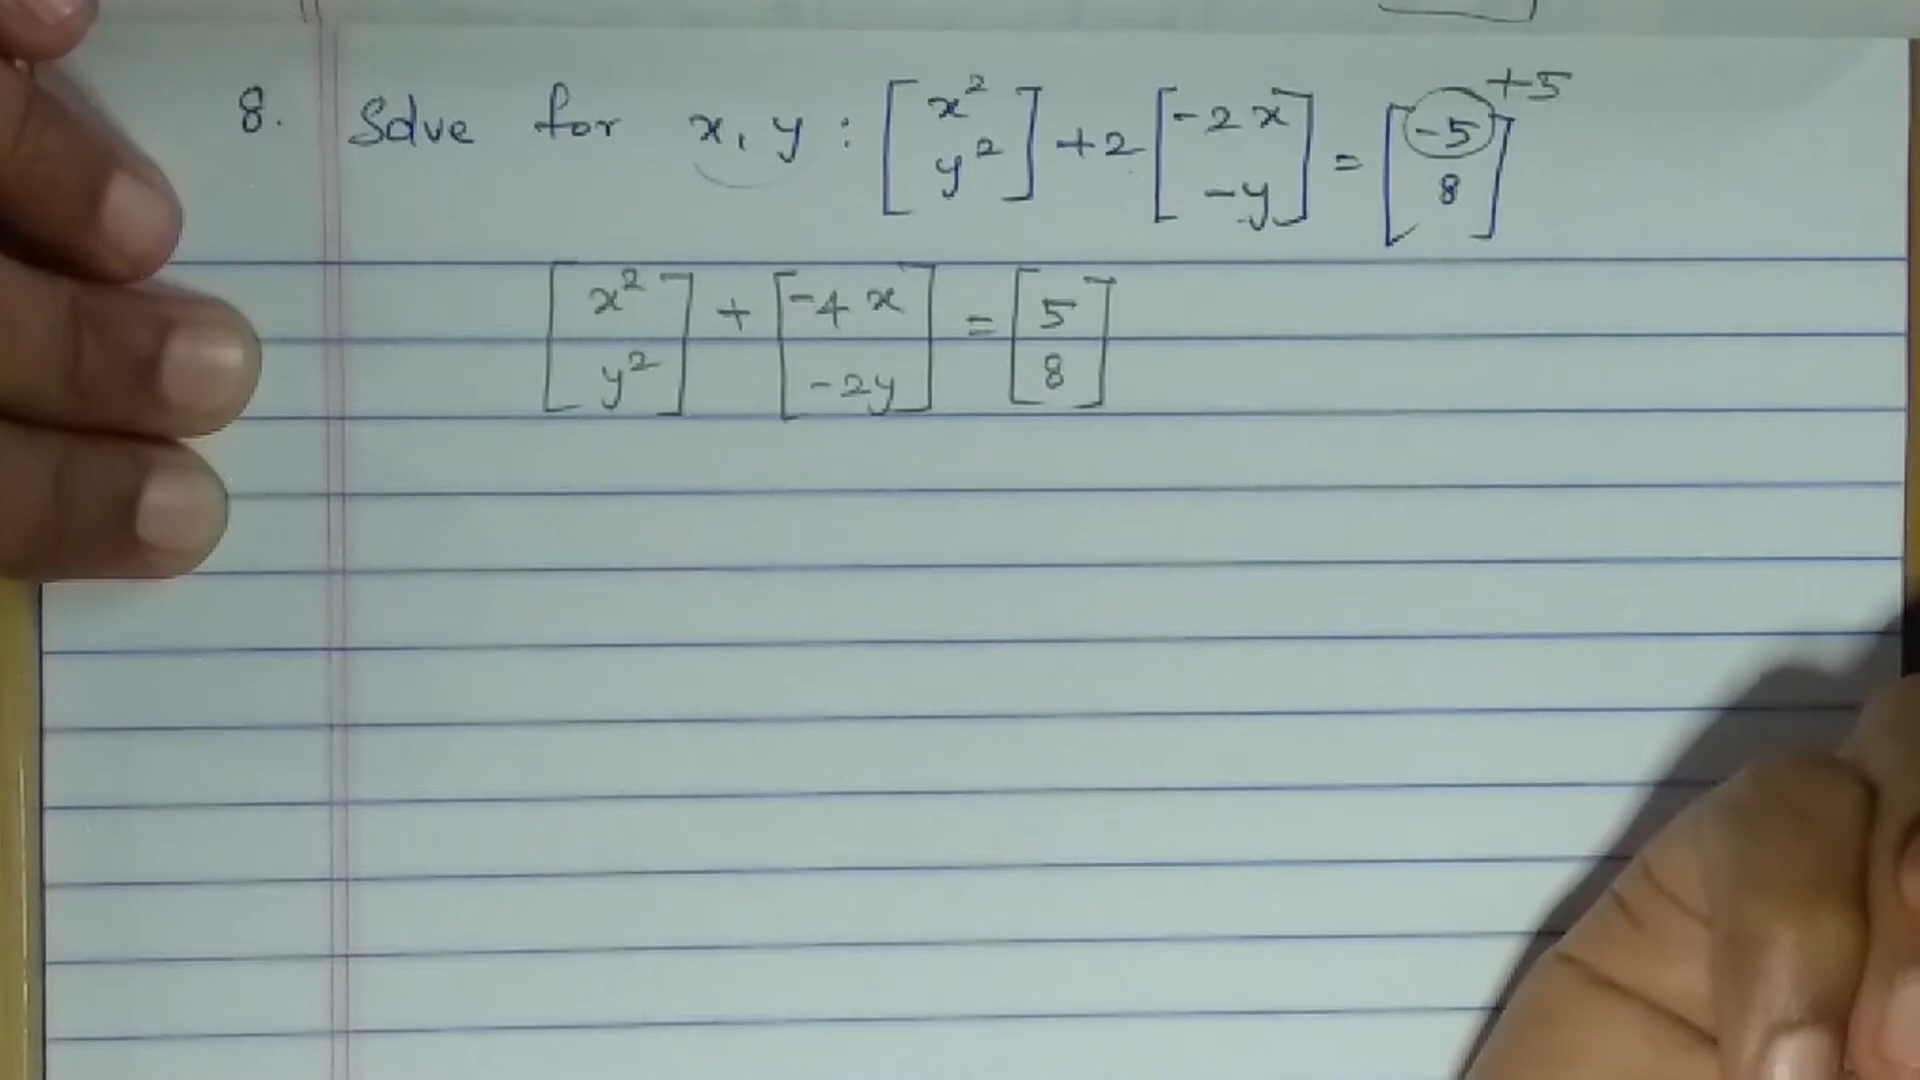 8. Solve for x, y : [x² y²] + 2 [-2x -y] = [-5 8] +5
[x² y²] + [-4x -2y] = [5 8]